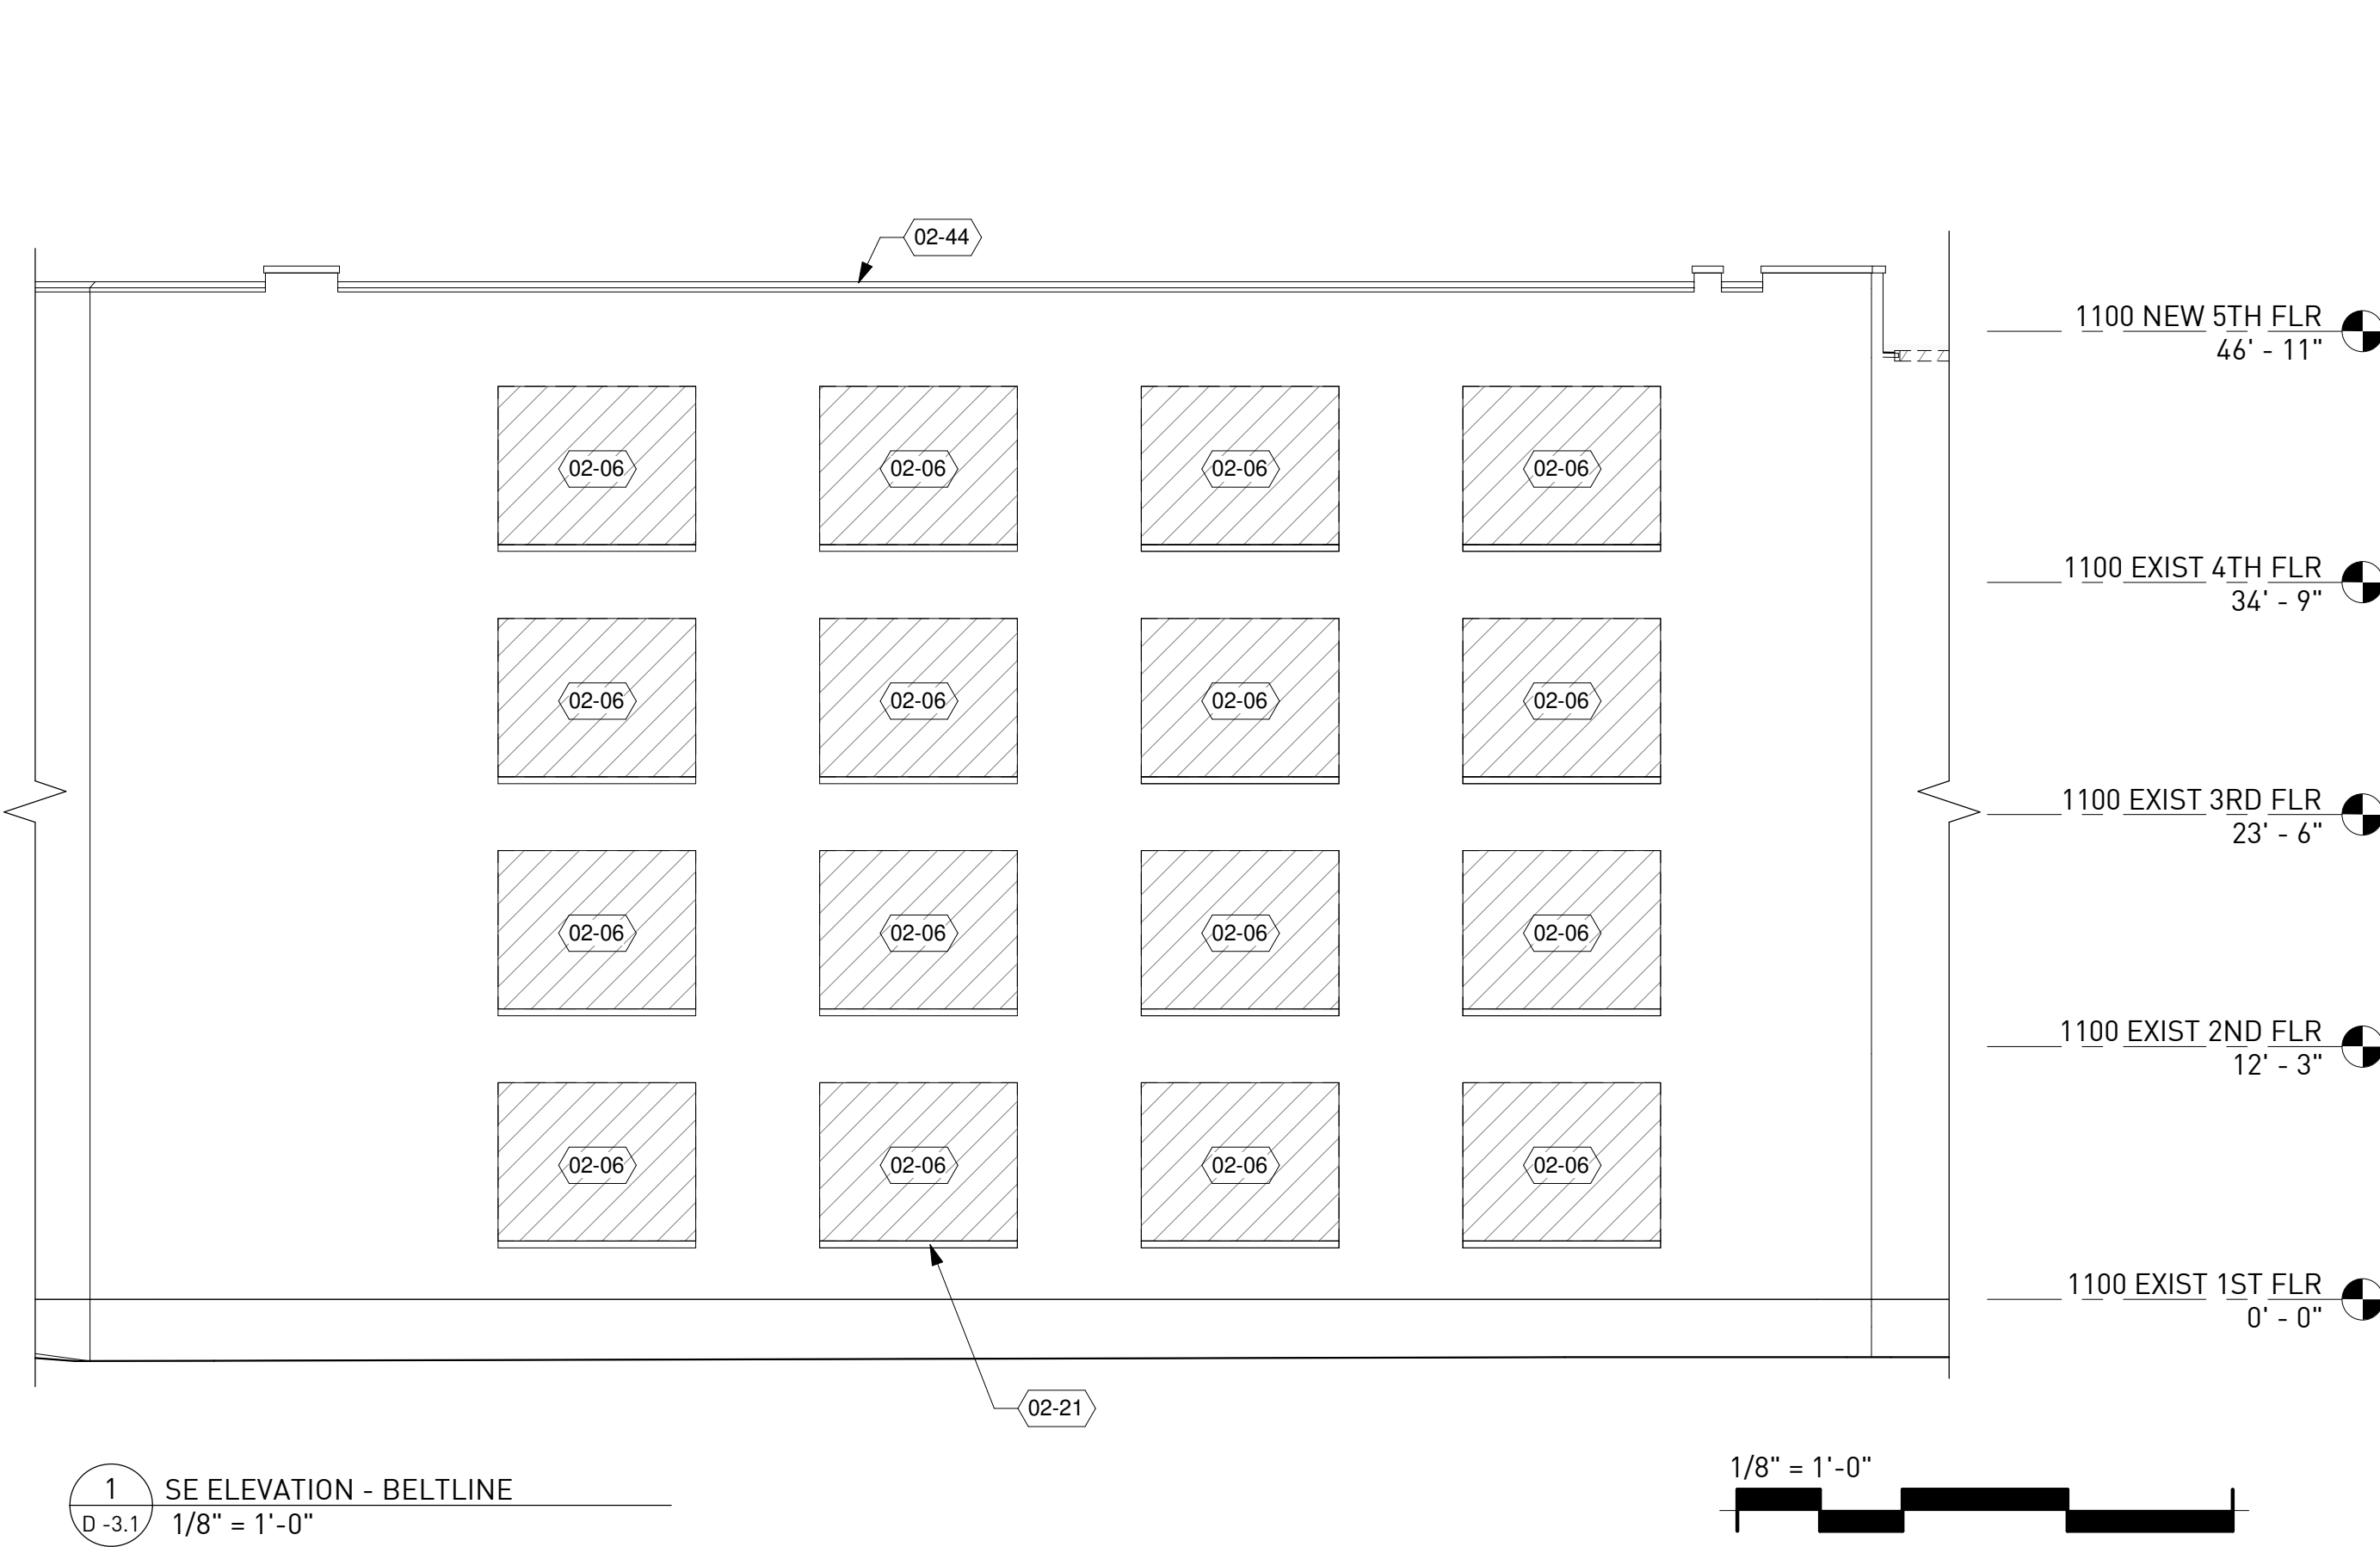 02-44
1100 NEW 5TH FLR
46' - 11"
02-06 02-06 02-06 02-06
1100 EXIST 4TH FLR
34' - 9"
02-06 02-06 02-06 02-06
1100 EXIST 3RD FLR
23' - 6"
02-06 02-06 02-06 02-06
1100 EXIST 2ND FLR
12' - 3"
02-06 02-06 02-06 02-06
1100 EXIST 1ST FLR
0' - 0"
02-21
1
D -3.1
SE ELEVATION - BELTLINE
1/8" = 1'-0"
1/8" = 1'-0"